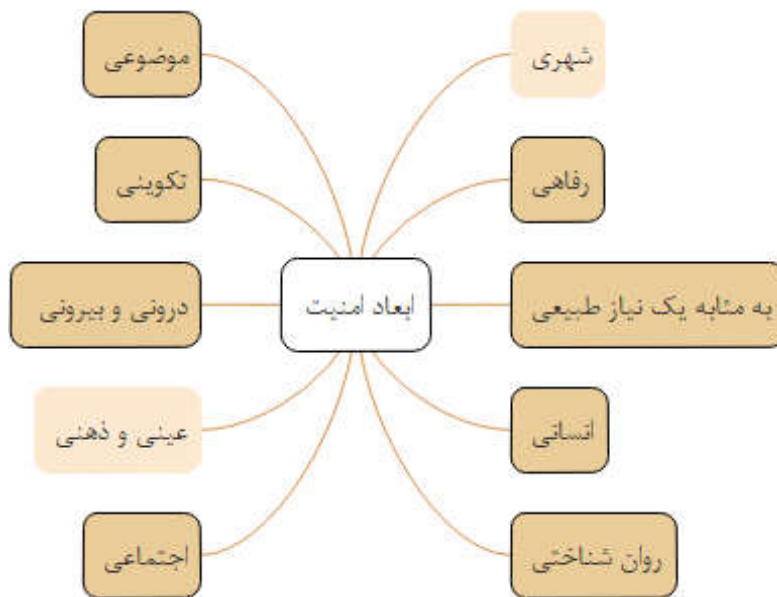 شهری
موضوعی
رفاهی
تکوینی
به مثابه یک نیاز طبیعی
ابعاد امنیت
درونی و بیرونی
انسانی
عینی و ذهنی
روان شناختی
اجتماعی